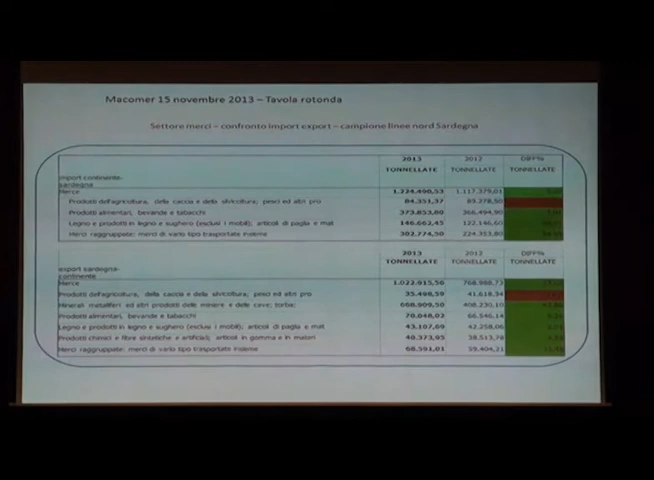 Macomer 15 novembre 2013 – Tavola rotonda
Settore merci – confronto import export – campione linee nord Sardegna
2013 2012 DIFF%
TONNELLATE TONNELLATE TONNELLATE
import continente-
sardegna
Merce 1.224.490,53 1.117.379,01
Prodotti dell'agricoltura, della caccia e della silvicoltura; pesci ed altri pro 84.351,37 89.278,50
Prodotti alimentari, bevande e tabacchi 373.853,80 366.494,90
Legno e prodotti in legno e sughero (esclusi i mobili); articoli di paglia e mat 146.662,45 122.146,60
Merci raggruppate: merci di vario tipo trasportate insieme 302.774,50 224.353,80
2013 2012 DIFF%
TONNELLATE TONNELLATE TONNELLATE
export sardegna-
continente
Merce 1.022.915,56 768.988,73
Prodotti dell'agricoltura, della caccia e della silvicoltura; pesci ed altri pro 35.498,59 41.618,34
Minerali metalliferi ed altri prodotti delle miniere e delle cave; torba; 668.909,50 408.230,10
Prodotti alimentari, bevande e tabacchi 70.048,02 66.546,14
Legno e prodotti in legno e sughero (esclusi i mobili); articoli di paglia e mat 43.107,69 42.258,06
Prodotti chimici e fibre sintetiche e artificiali; articoli in gomma e in materi 40.373,95 38.513,78
Merci raggruppate: merci di vario tipo trasportate insieme 66.591,01 59.404,21